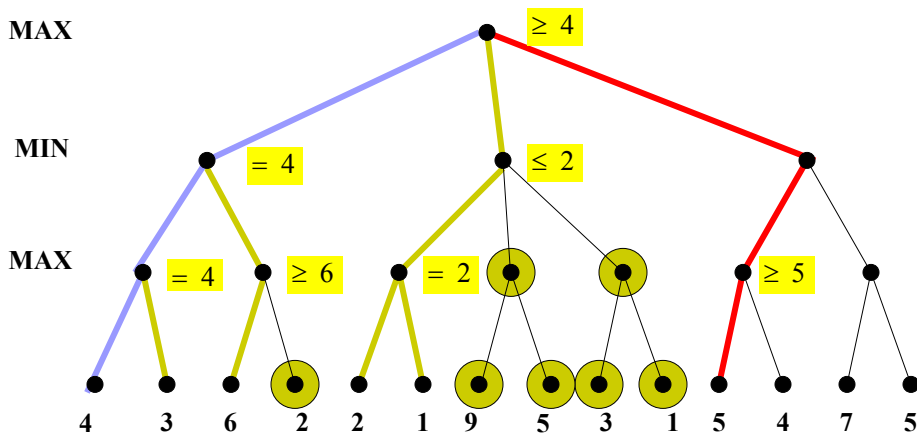 MAX ≥ 4
MIN = 4 ≤ 2
MAX = 4 ≥ 6 = 2 ≥ 5
4 3 6 2 2 1 9 5 3 1 5 4 7 5